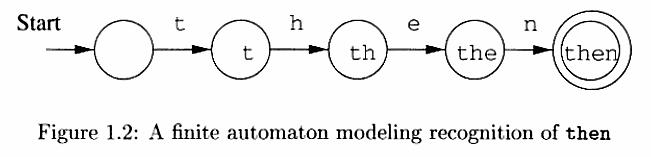 Start
t h e n
t th the then
Figure 1.2: A finite automaton modeling recognition of then